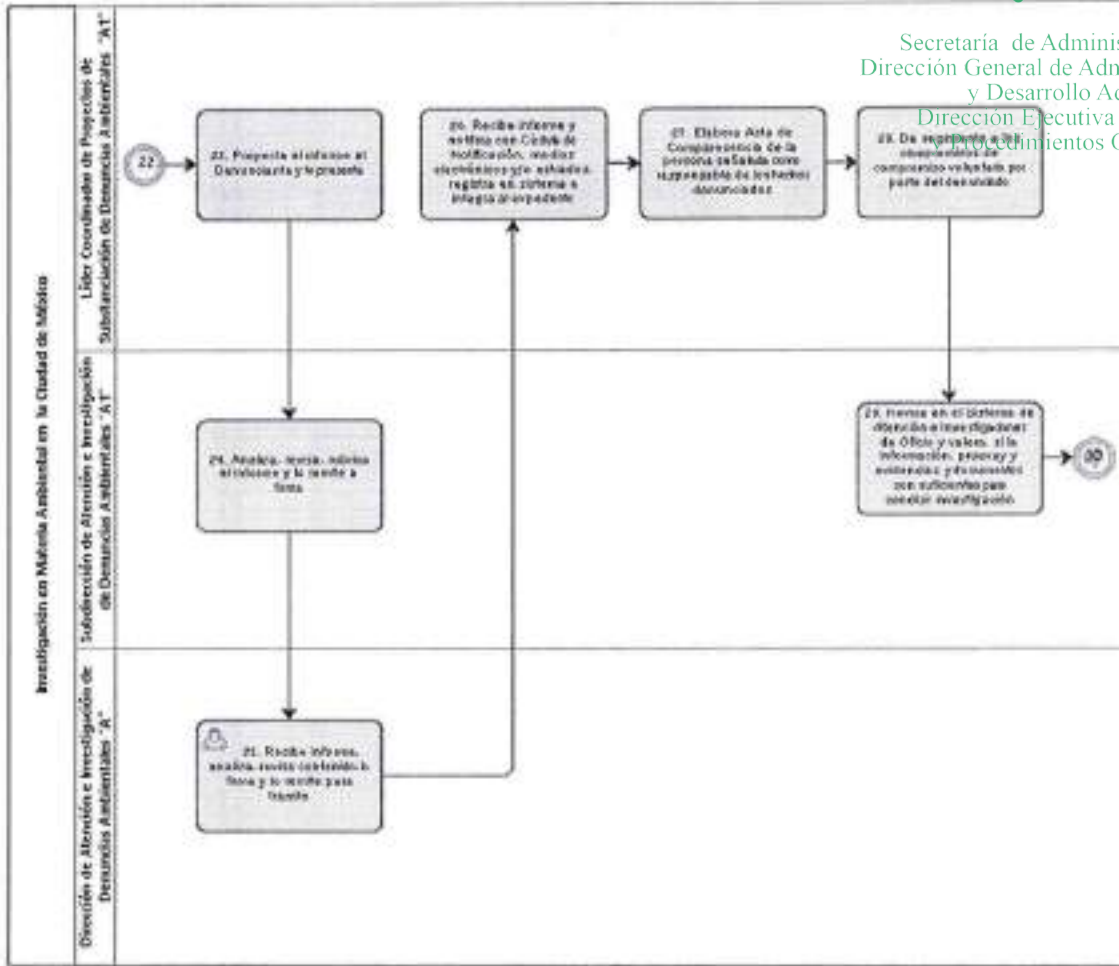 Secretaría de Adminis
Dirección General de Adm
y Desarrollo Ad
Dirección Ejecutiva
y Procedimientos O
Investigación en Materia Ambiental en la Ciudad de México
Líder Coordinador de Proyectos de
Substanciación de Denuncias Ambientales "A1"
22
23. Proyecta el informe al
Denunciante y lo presenta
26. Recibe informe y
notifica con Cédula de
Notificación, medios
electrónicos y/o estrados,
registra en sistema e
integra al expediente
27. Elabora Acta de
Comparecencia de la
persona señalada como
responsable de los hechos
denunciados
28. Da seguimiento a los
compromiso voluntario por
parte del denunciado
Subdirección de Atención e Investigación
de Denuncias Ambientales "A1"
24. Analiza, revisa, rubrica
el informe y lo remite a
firma
29. Revisa en el Sistema de
Atención e Investigaciones
de Oficio y valora, si la
información, pruebas y
evidencias y documentos
son suficientes para
concluir investigación
30
Dirección de Atención e Investigación de
Denuncias Ambientales "A"
25. Recibe informe,
analiza, revisa contenido, lo
firma y lo remite para
trámite